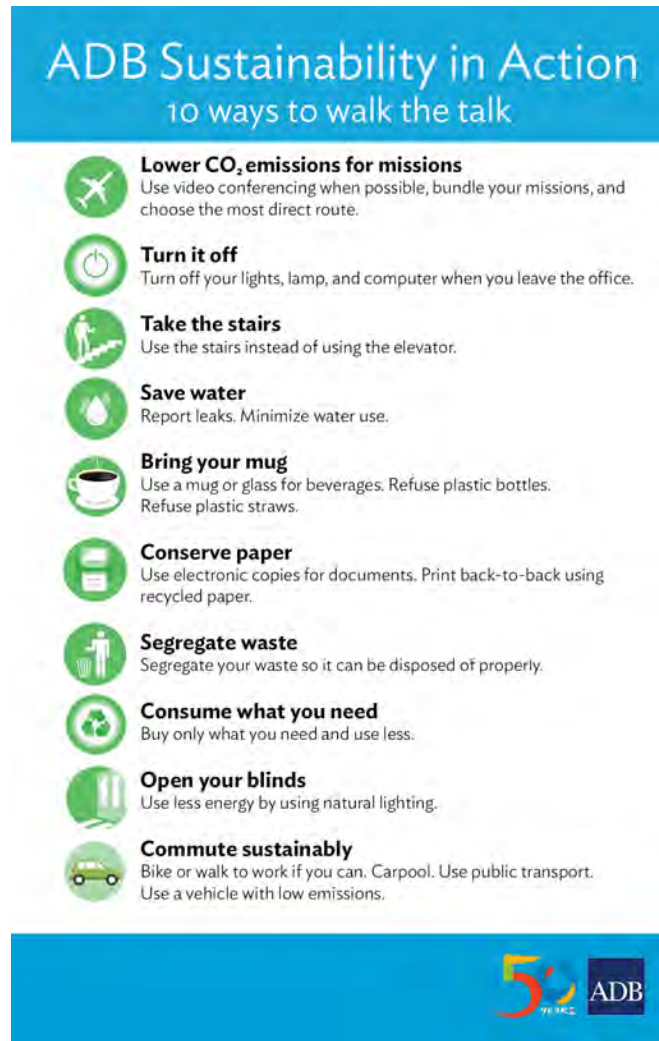 ADB Sustainability in Action
10 ways to walk the talk
Lower CO₂ emissions for missions
Use video conferencing when possible, bundle your missions, and
choose the most direct route.
Turn it off
Turn off your lights, lamp, and computer when you leave the office.
Take the stairs
Use the stairs instead of using the elevator.
Save water
Report leaks. Minimize water use.
Bring your mug
Use a mug or glass for beverages. Refuse plastic bottles.
Refuse plastic straws.
Conserve paper
Use electronic copies for documents. Print back-to-back using
recycled paper.
Segregate waste
Segregate your waste so it can be disposed of properly.
Consume what you need
Buy only what you need and use less.
Open your blinds
Use less energy by using natural lighting.
Commute sustainably
Bike or walk to work if you can. Carpool. Use public transport.
Use a vehicle with low emissions.
50
YEARS
ADB